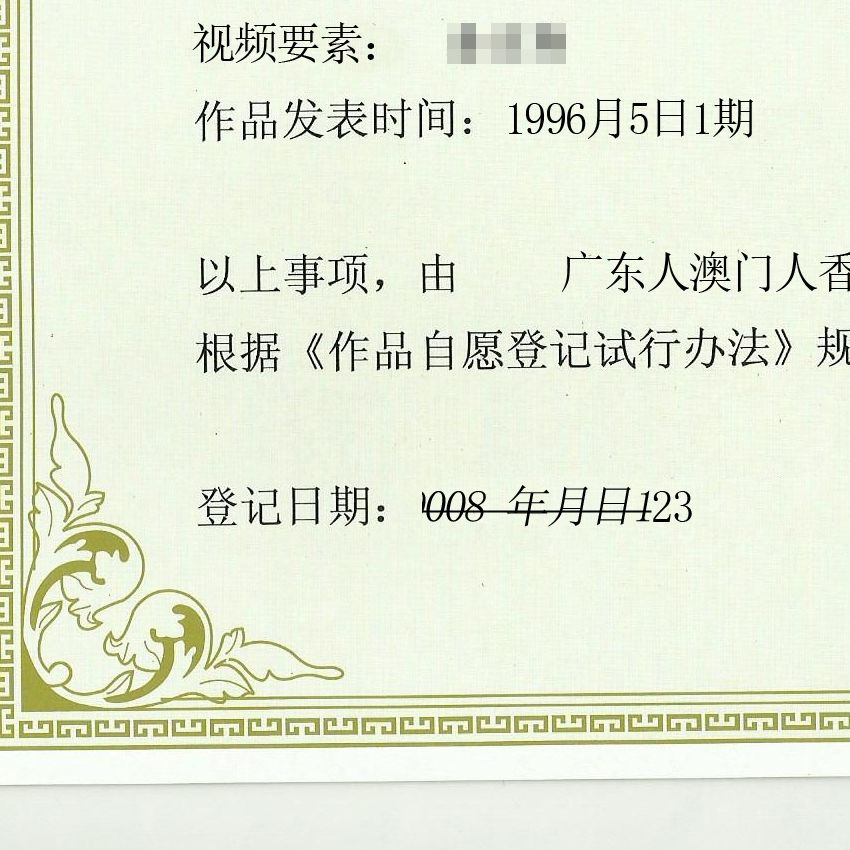 视频要素：
作品发表时间：1996月5日1期
以上事项，由 广东人澳门人香
根据《作品自愿登记试行办法》规
登记日期： 008 年月日123